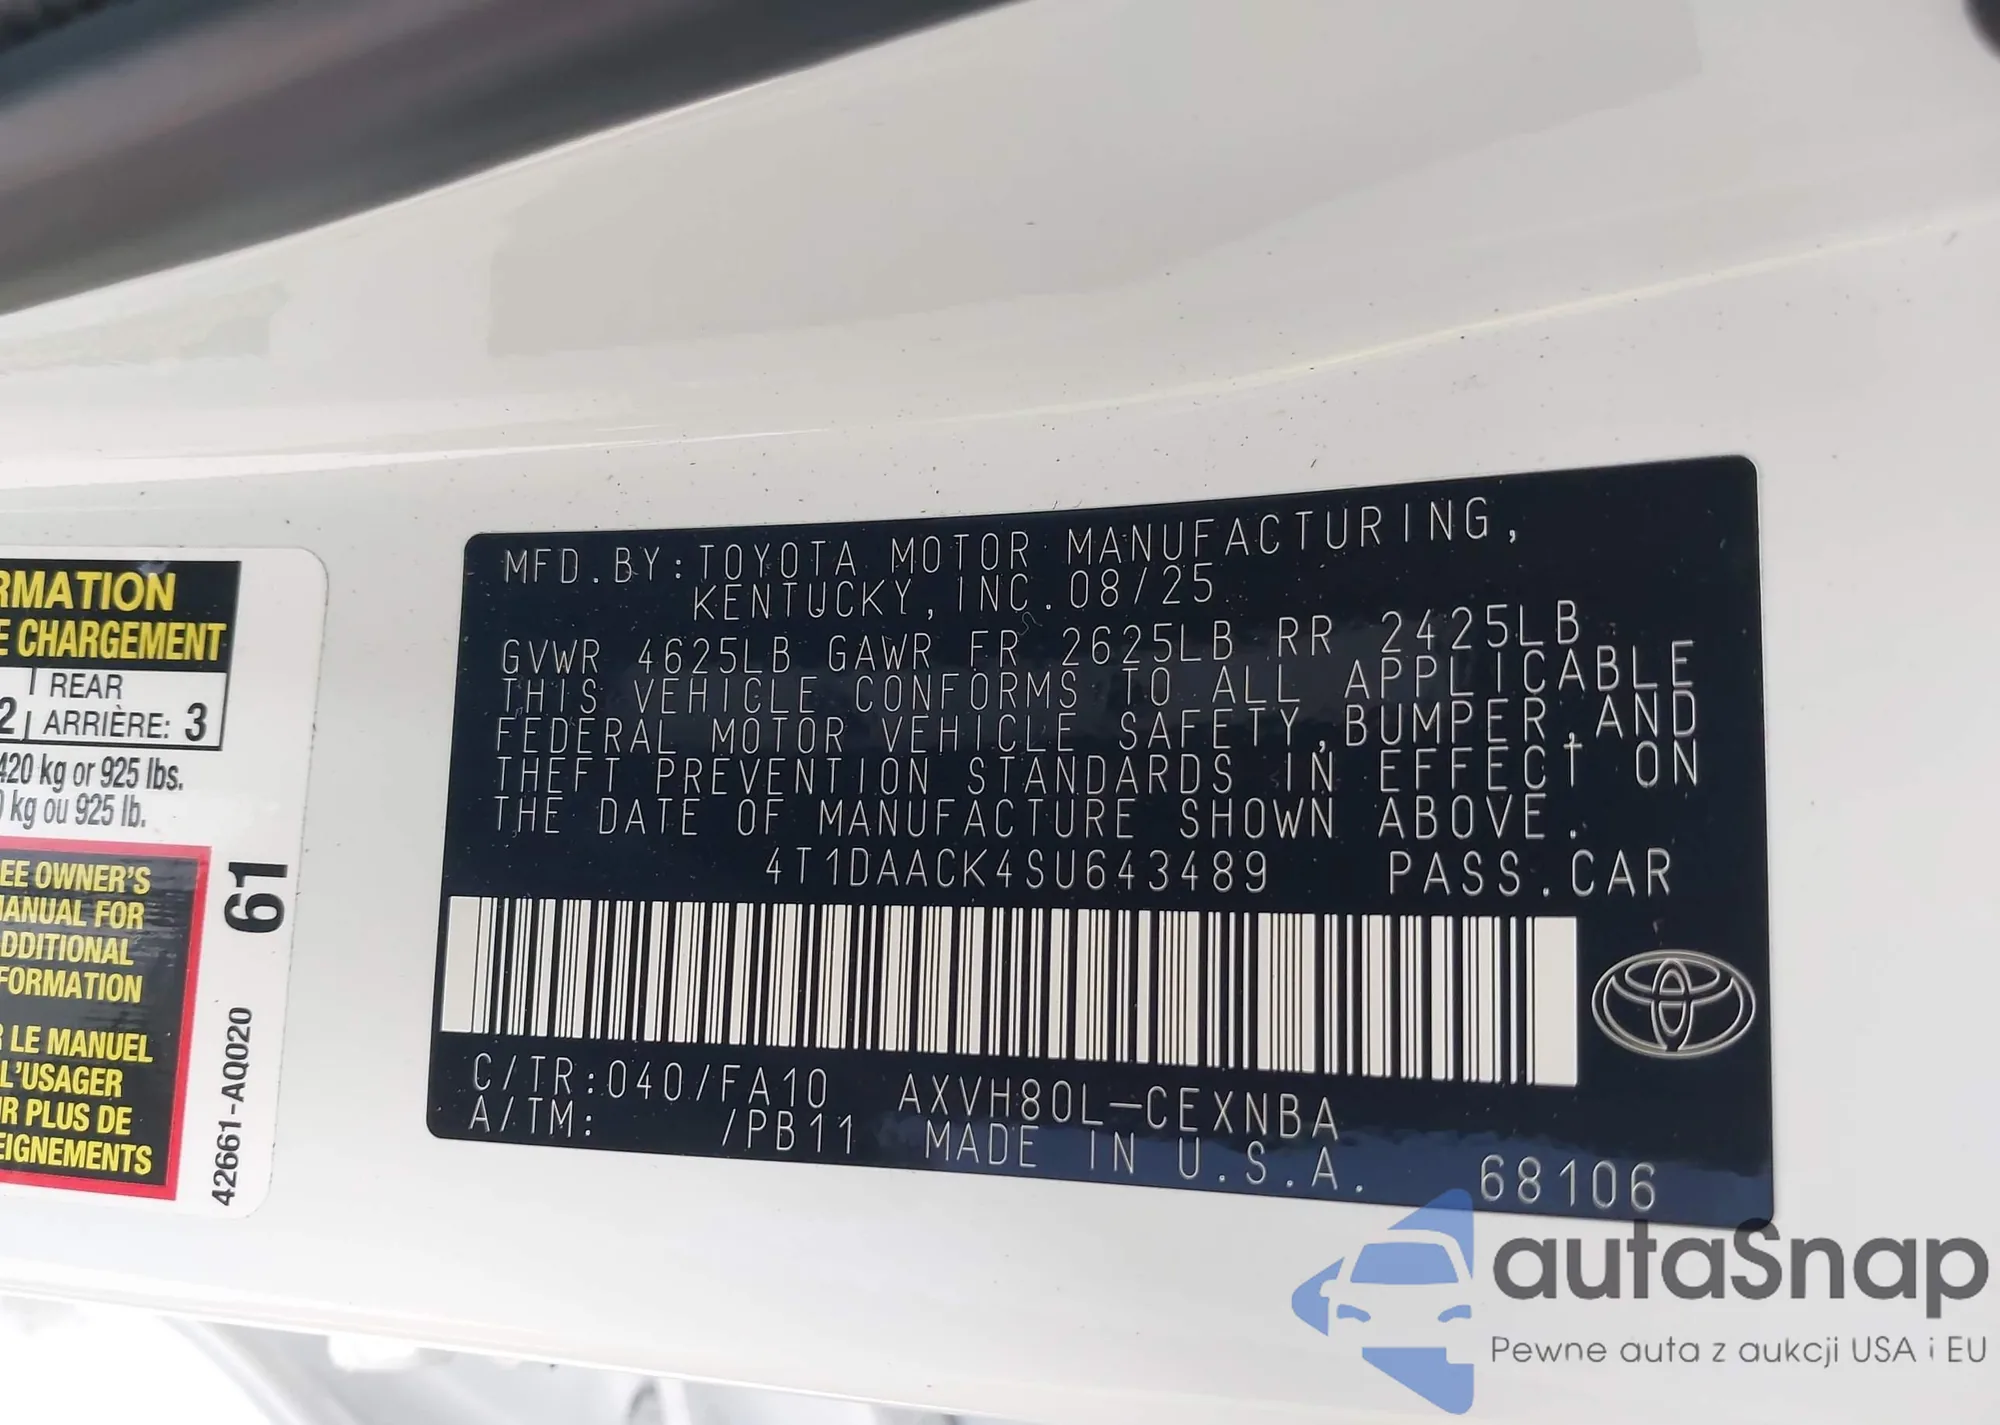 RMATION
E CHARGEMENT
REAR
2 ARRIÈRE: 3
420 kg or 925 lbs.
kg ou 925 lb.
EE OWNER'S
ANUAL FOR
DDITIONAL
FORMATION
LE MANUEL
L'USAGER
R PLUS DE
EIGNEMENTS
61
42661-AQ020
MFD.BY:TOYOTA MOTOR MANUFACTURING,
KENTUCKY,INC.08/25
GVWR 4625LB GAWR FR 2625LB RR 2425LB
THIS VEHICLE CONFORMS TO ALL APPLICABLE
FEDERAL MOTOR VEHICLE SAFETY,BUMPER,AND
THEFT PREVENTION STANDARDS IN EFFECT ON
THE DATE OF MANUFACTURE SHOWN ABOVE.
4T1DAACK4SU643489 PASS.CAR
C/TR:040/FA10 AXVH80L-CEXNBA
A/TM: /PB11 MADE IN U.S.A. 68106
autaSnap
Pewne auta z aukcji USA i EU